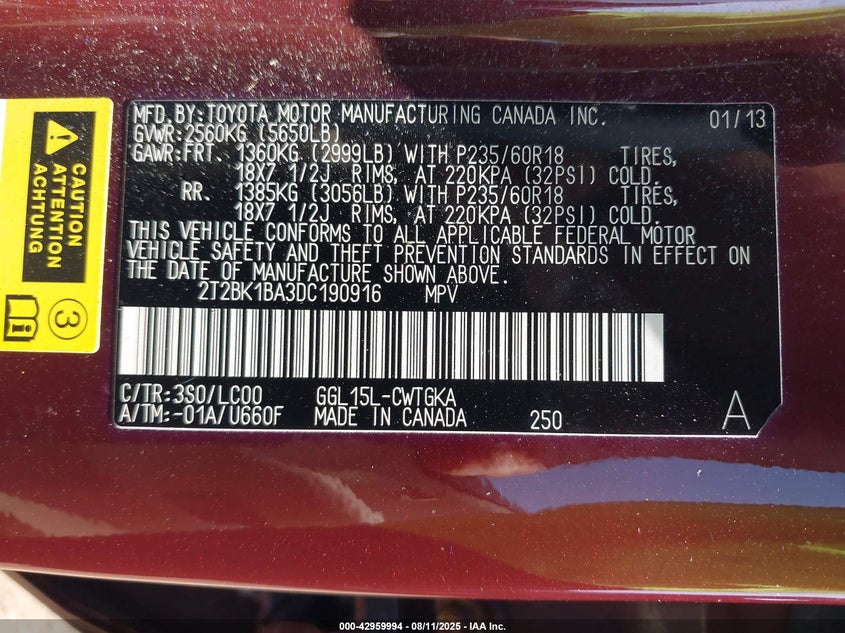 MFD.BY:TOYOTA MOTOR MANUFACTURING CANADA INC. 01/13
GVWR:2560KG (5650LB)
GAWR:FRT. 1360KG (2999LB) WITH P235/60R18 TIRES,
18X7 1/2J RIMS, AT 220KPA (32PSI) COLD.
RR. 1385KG (3056LB) WITH P235/60R18 TIRES,
18X7 1/2J RIMS, AT 220KPA (32PSI) COLD.
THIS VEHICLE CONFORMS TO ALL APPLICABLE FEDERAL MOTOR
VEHICLE SAFETY AND THEFT PREVENTION STANDARDS IN EFFECT ON
THE DATE OF MANUFACTURE SHOWN ABOVE.
2T2BK1BA3DC190916 MPV
C/TR:3S0/LC00 GGL15L-CWTGKA
A/TM:-01A/U660F MADE IN CANADA 250 A
CAUTION
ATTENTION
ACHTUNG
3
000-42959994 - 08/11/2025 - IAA Inc.